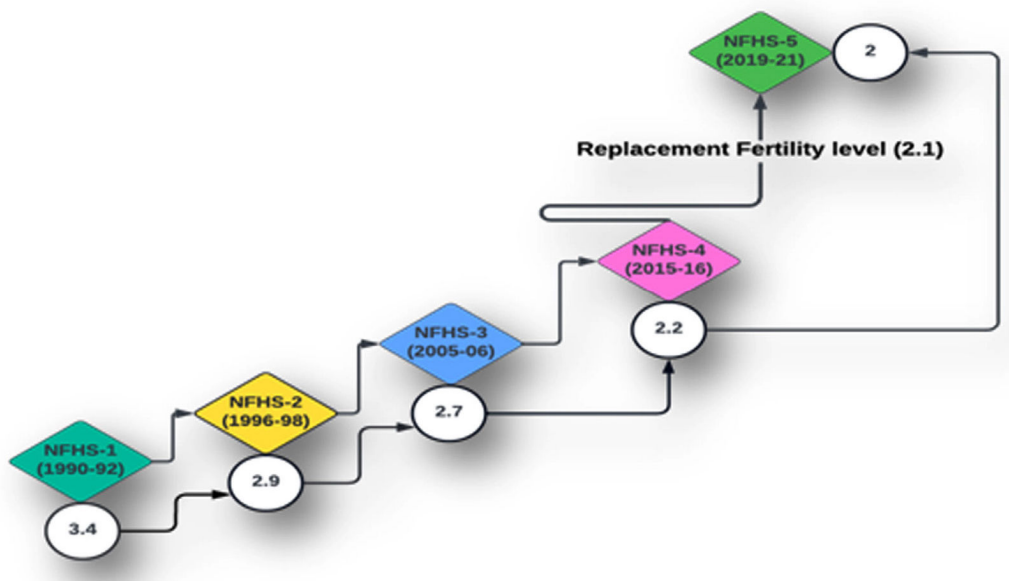 NFHS-5
(2019-21)
2
Replacement Fertility level (2.1)
NFHS-4
(2015-16)
2.2
NFHS-3
(2005-06)
2.7
NFHS-2
(1996-98)
2.9
NFHS-1
(1990-92)
3.4